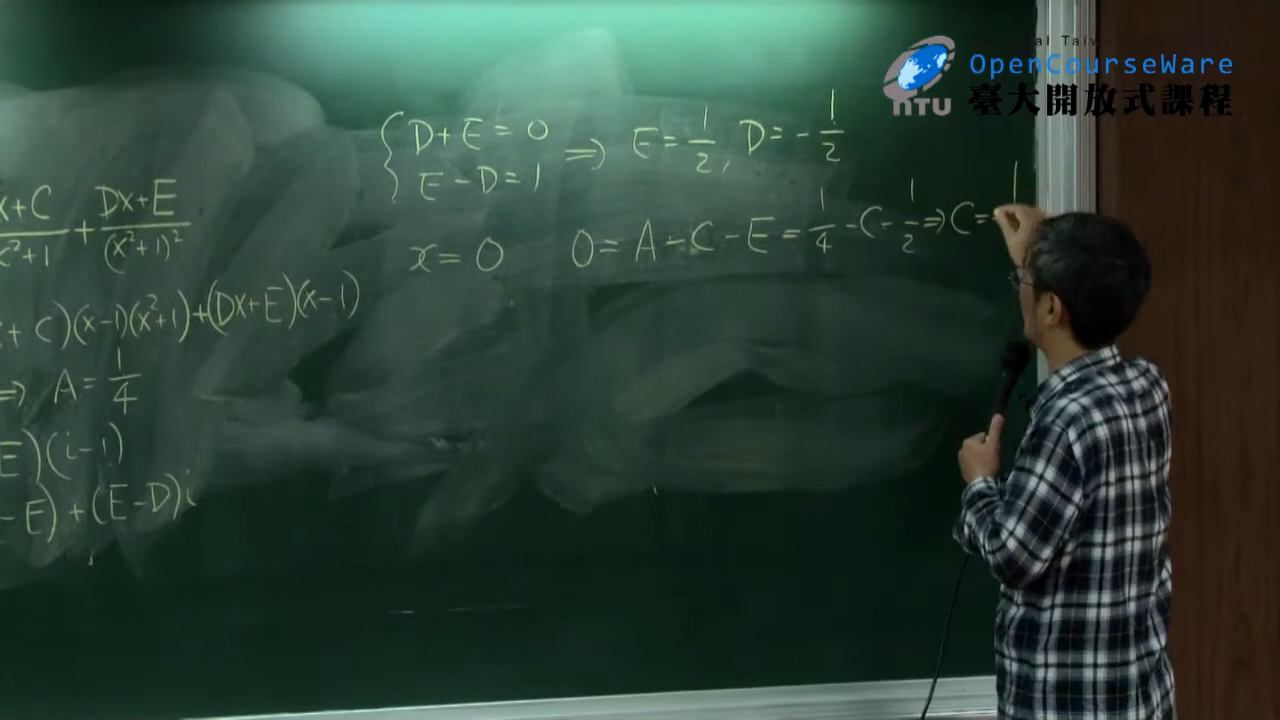 OpenCourseWare
NTU 臺大開放式課程
D+E=0 ⇒ E=1/2, D=-1/2
E-D=1
x+C/x²+1 + Dx+E/(x²+1)²
x=0 0=A-C-E=1/4-C-1/2⇒C=-1
+C)(x-1)(x²+1)+(Dx+E)(x-1)
⇒ A=1/4
E)(i-1)
-E)+(E-D)i